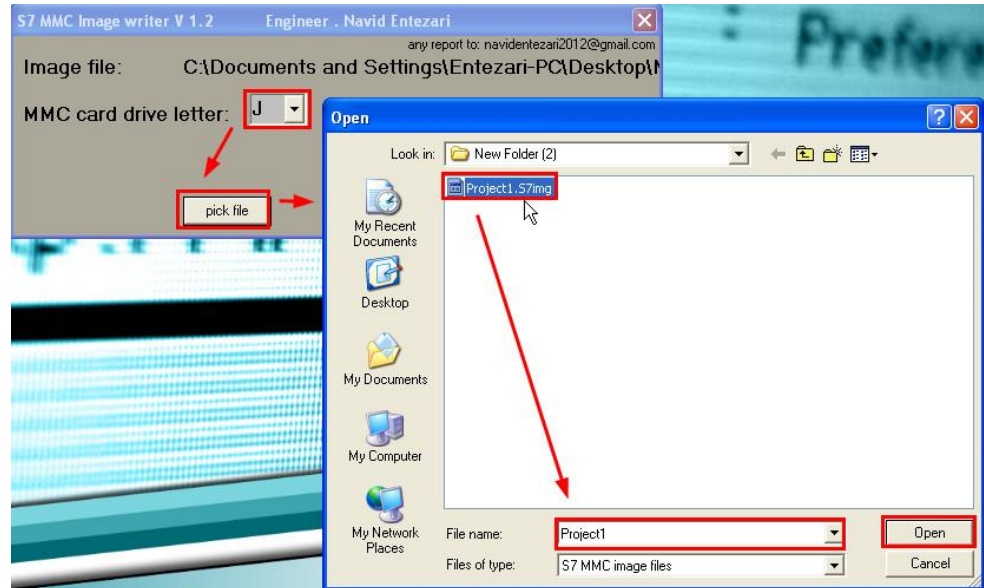 S7 MMC Image writer V 1.2 Engineer . Navid Entezari
any report to: navidentezari2012@gmail.com
Image file: C:\Documents and Settings\Entezari-PC\Desktop\
MMC card drive letter: J
pick file
Open
Look in: New Folder (2)
Project1.S7img
My Recent
Documents
Desktop
My Documents
My Computer
My Network
Places
File name: Project1
Open
Files of type: S7 MMC image files
Cancel